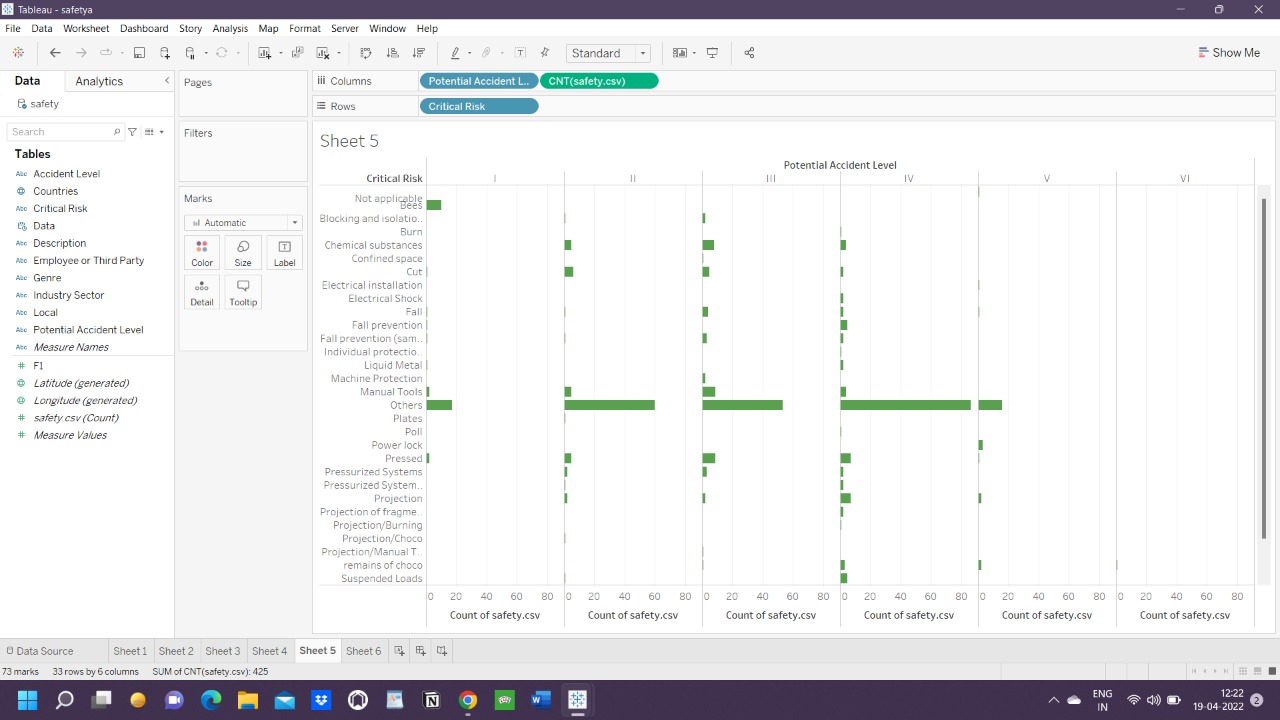 Tableau - safetya
File Data Worksheet Dashboard Story Analysis Map Format Server Window Help
Standard
Show Me
Data Analytics
safety
Search
Tables
Abc Accident Level
Countries
Abc Critical Risk
Data
Abc Description
Abc Employee or Third Party
Abc Genre
Abc Industry Sector
Abc Local
Abc Potential Accident Level
Abc Measure Names
# F1
Latitude (generated)
Longitude (generated)
# safety.csv (Count)
# Measure Values
Pages
Filters
Marks
Automatic
Color Size Label
Detail Tooltip
Columns Potential Accident L.. CNT(safety.csv)
Rows Critical Risk
Sheet 5
Potential Accident Level
Critical Risk I II III IV V VI
Not applicable
Bees
Blocking and isolatio..
Burn
Chemical substances
Confined space
Cut
Electrical installation
Electrical Shock
Fall
Fall prevention
Fall prevention (sam..
Individual protectio..
Liquid Metal
Machine Protection
Manual Tools
Others
Plates
Poll
Power lock
Pressed
Pressurized Systems
Pressurized System..
Projection
Projection of fragme..
Projection/Burning
Projection/Choco
Projection/Manual T..
remains of choco
Suspended Loads
0 20 40 60 80 0 20 40 60 80 0 20 40 60 80 0 20 40 60 80 0 20 40 60 80 0 20 40 60 80
Count of safety.csv Count of safety.csv Count of safety.csv Count of safety.csv Count of safety.csv Count of safety.csv
Data Source Sheet 1 Sheet 2 Sheet 3 Sheet 4 Sheet 5 Sheet 6
73 marks 33 rows by 6 columns SUM of CNT(safety.csv): 425
ENG
IN
12:22
19-04-2022
2